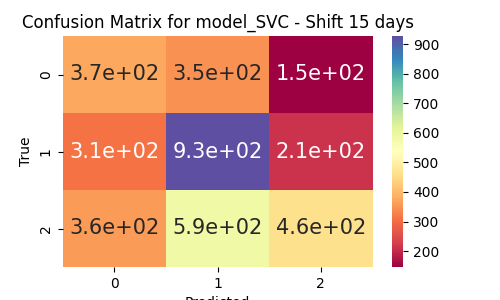 Confusion Matrix for model_SVC - Shift 15 days
0 3.7e+02 3.5e+02 1.5e+02
1 3.1e+02 9.3e+02 2.1e+02
2 3.6e+02 5.9e+02 4.6e+02
True
0 1 2
Predicted
900
800
700
600
500
400
300
200